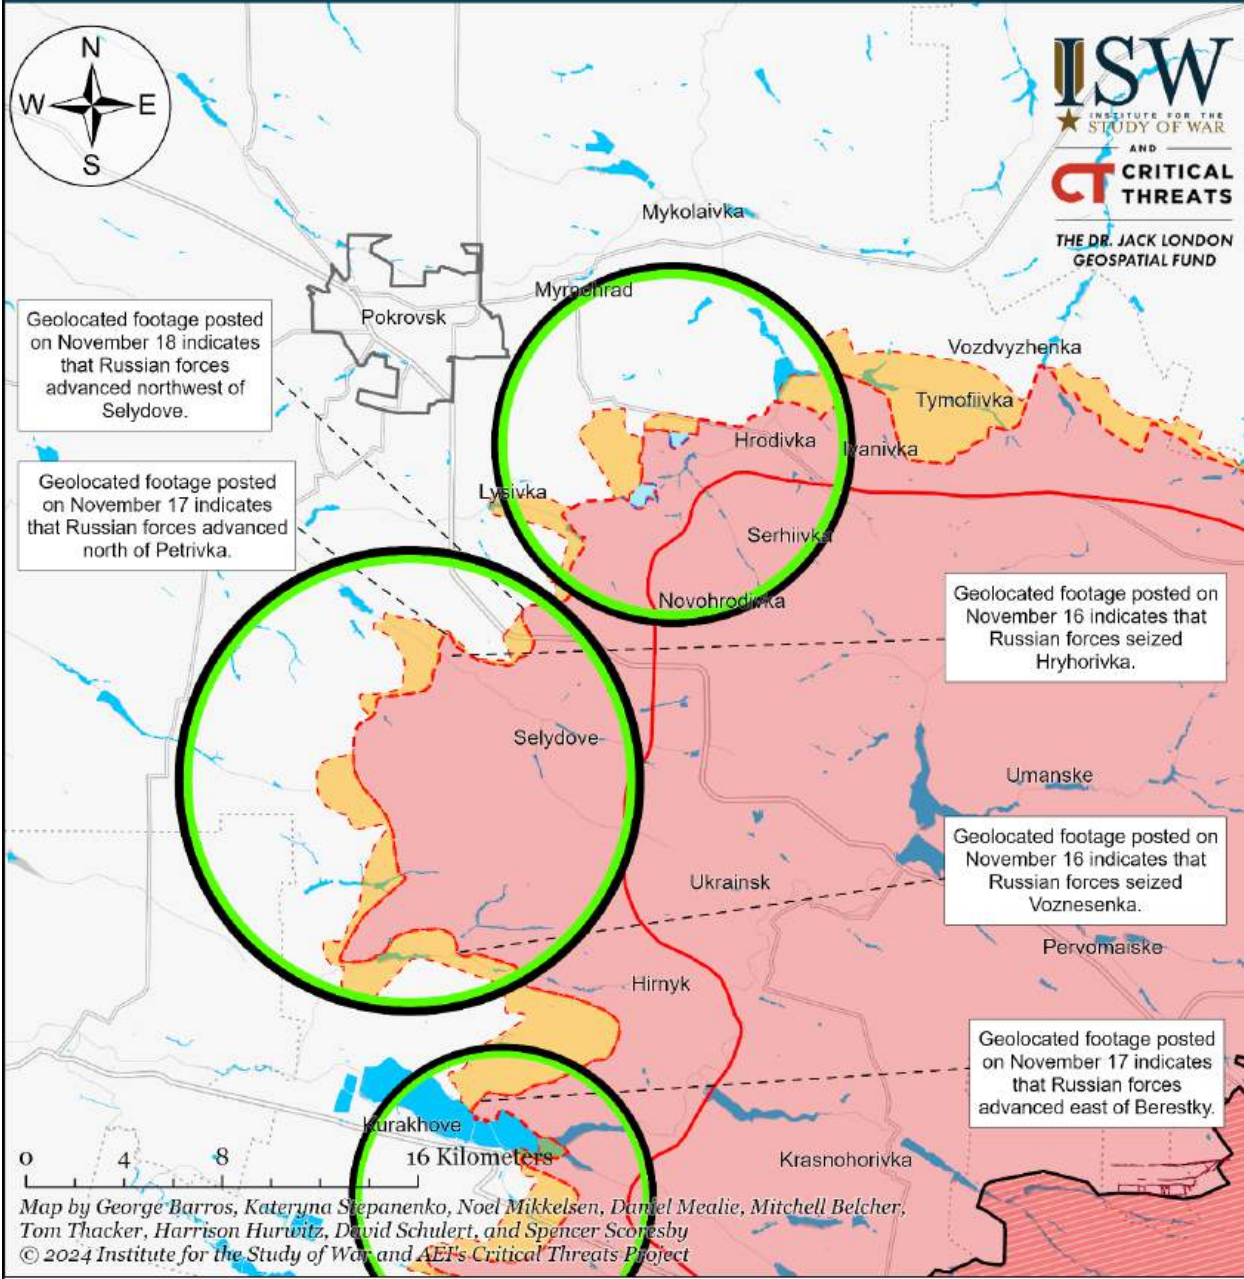 N
W E
S
ISW
INSTITUTE FOR THE
STUDY OF WAR
AND
CT CRITICAL
THREATS
THE DR. JACK LONDON
GEOSPATIAL FUND
Mykolaivka
Myrnohrad
Pokrovsk
Geolocated footage posted
on November 18 indicates
that Russian forces
advanced northwest of
Selydove.
Vozdvyzhenka
Tymofiivka
Hrodivka
Ivanivka
Geolocated footage posted
on November 17 indicates
that Russian forces advanced
north of Petrivka.
Lysivka
Serhiivka
Novohrodivka
Geolocated footage posted on
November 16 indicates that
Russian forces seized
Hryhorivka.
Selydove
Umanske
Geolocated footage posted on
November 16 indicates that
Russian forces seized
Voznesenka.
Ukrainsk
Pervomaiske
Hirnyk
Geolocated footage posted
on November 17 indicates
that Russian forces
advanced east of Berestky.
Kurakhove
Krasnohorivka
0 4 8 16 Kilometers
Map by George Barros, Kateryna Stepanenko, Noel Mikkelsen, Daniel Mealie, Mitchell Belcher,
Tom Thacker, Harrison Hurwitz, David Schulert, and Spencer Scoresby
© 2024 Institute for the Study of War and AEI's Critical Threats Project